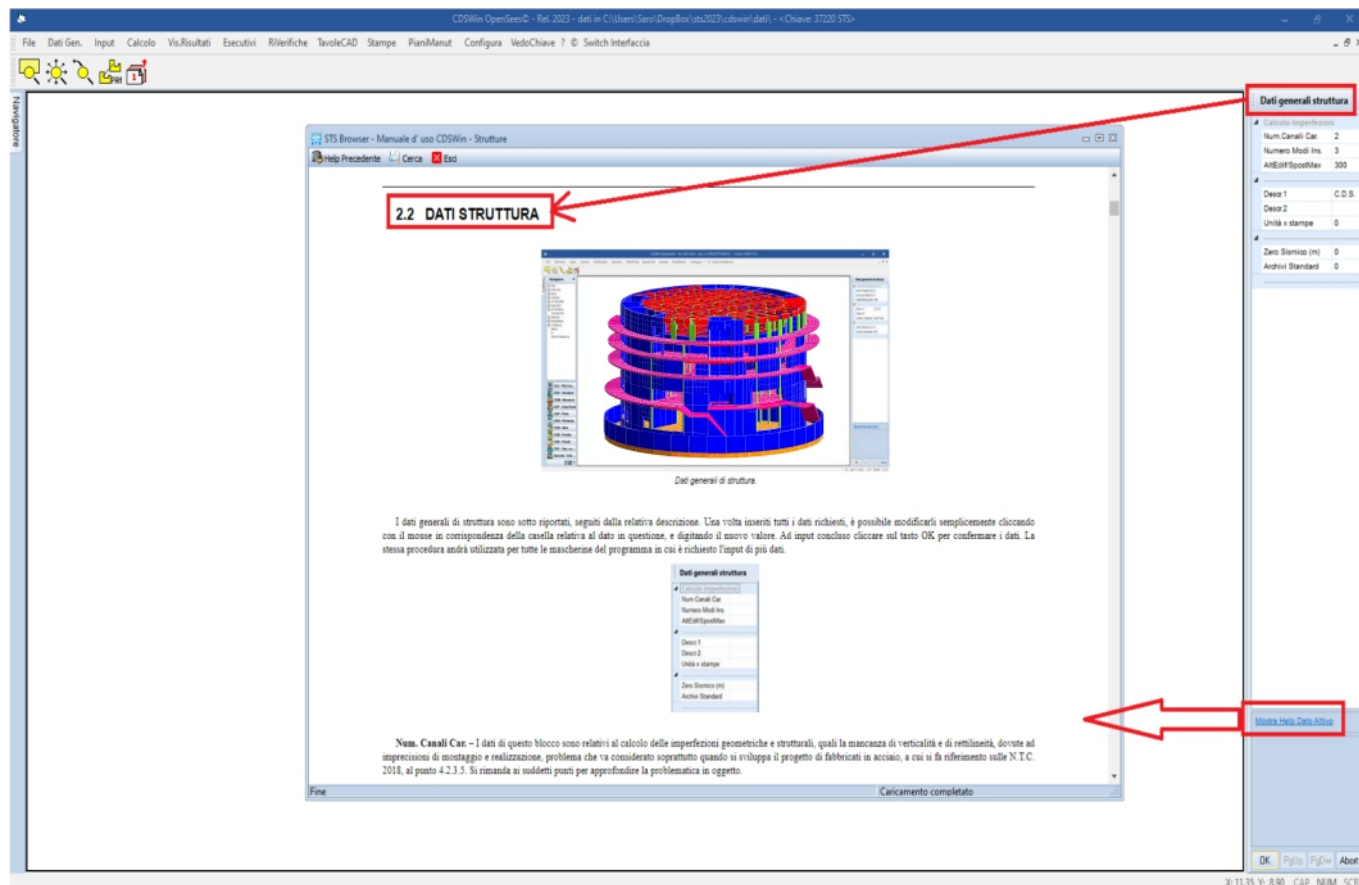 CDSWin OpenSees© - Rel. 2023 - dati in C:\Users\Saro\DropBox\sts2023\cdswin\dati\ - <Chiave: 37220 STS>
File Dati Gen. Input Calcolo Vis.Risultati Esecutivi RiVerifiche TavoleCAD Stampe PianiManut Configura VedoChiave ? © Switch Interfaccia
Navigatore
STS Browser - Manuale d' uso CDSWin - Strutture
Help Precedente Cerca Esci
2.2 DATI STRUTTURA
Dati generali di struttura.
I dati generali di struttura sono sotto riportati, seguiti dalla relativa descrizione. Una volta inseriti tutti i dati richiesti, è possibile modificarli semplicemente cliccando
con il mouse in corrispondenza della casella relativa al dato in questione, e digitando il nuovo valore. Ad input concluso cliccare sul tasto OK per confermare i dati. La
stessa procedura andrà utilizzata per tutte le mascherine del programma in cui è richiesto l'input di più dati.
Dati generali struttura
Calcolo Imperfezioni
Num.Canali Car.
Numero Modi Ins.
AltEdif/SpostMax
Descr.1
Descr.2
Unità x stampe
Zero Sismico (m)
Archivi Standard
Num. Canali Car. – I dati di questo blocco sono relativi al calcolo delle imperfezioni geometriche e strutturali, quali la mancanza di verticalità e di rettilineità, dovute ad
imprecisioni di montaggio e realizzazione, problema che va considerato soprattutto quando si sviluppa il progetto di fabbricati in acciaio, a cui si fa riferimento sulle N.T.C.
2018, al punto 4.2.3.5. Si rimanda ai suddetti punti per approfondire la problematica in oggetto.
Fine Caricamento completato
Dati generali struttura
Calcolo Imperfezioni
Num.Canali Car. 2
Numero Modi Ins. 3
AltEdif/SpostMax 300
Descr.1 C.D.S.
Descr.2
Unità x stampe 0
Zero Sismico (m) 0
Archivi Standard 0
Mostra Help Dato Attivo
OK PgUp PgDw Abort
X: 11.35 Y: 8.90 CAP NUM SCR